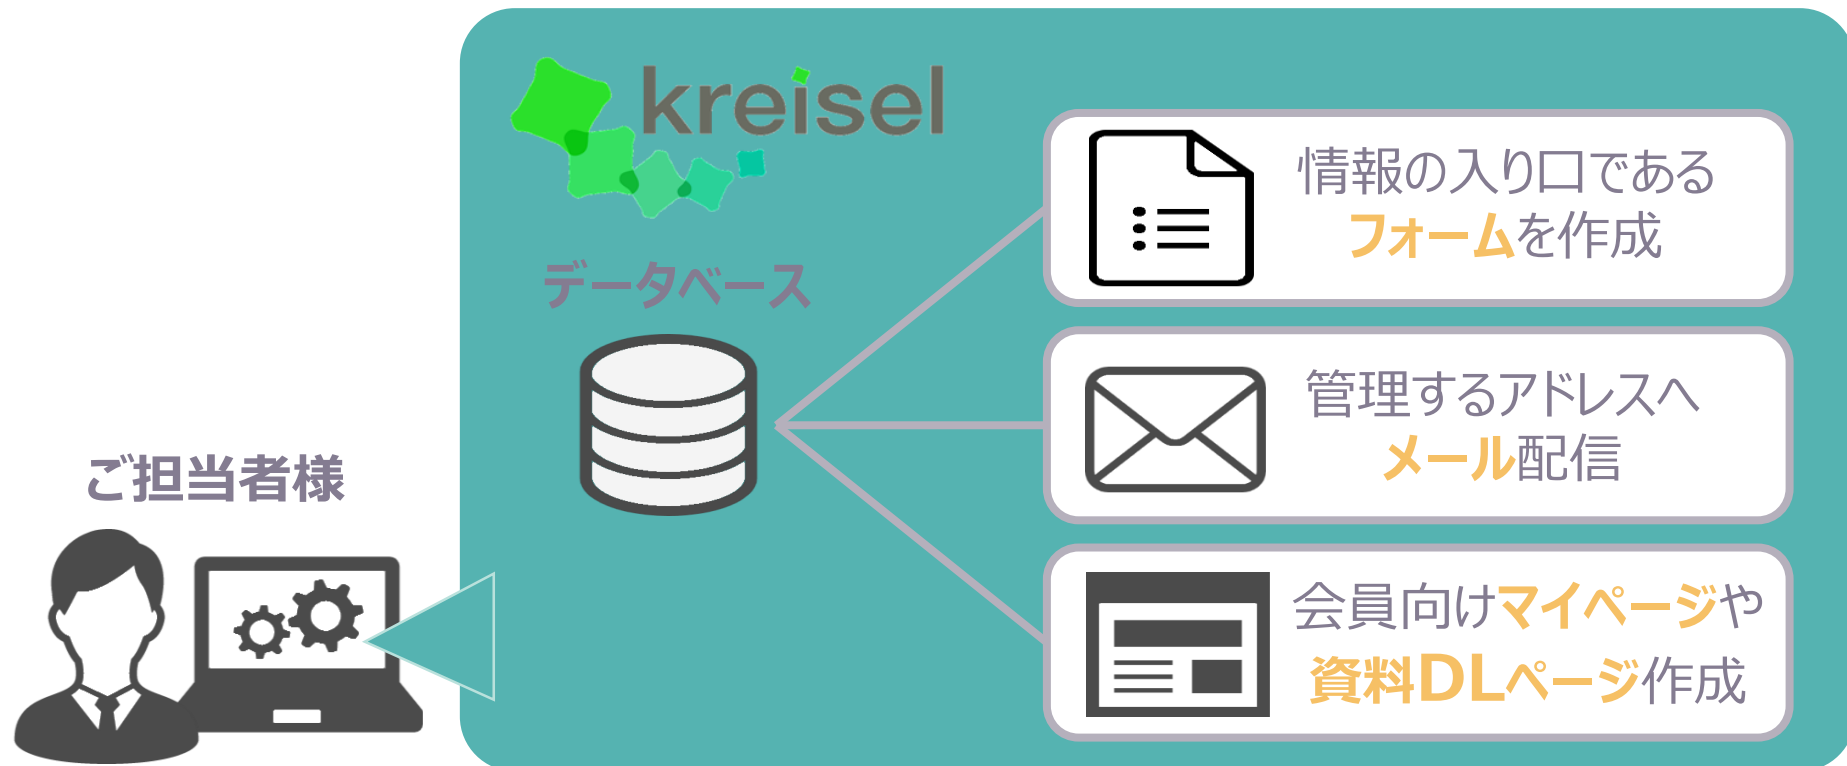 kreisel
データベース
ご担当者様
情報の入り口である
フォームを作成
管理するアドレスへ
メール配信
会員向けマイページや
資料DLページ作成